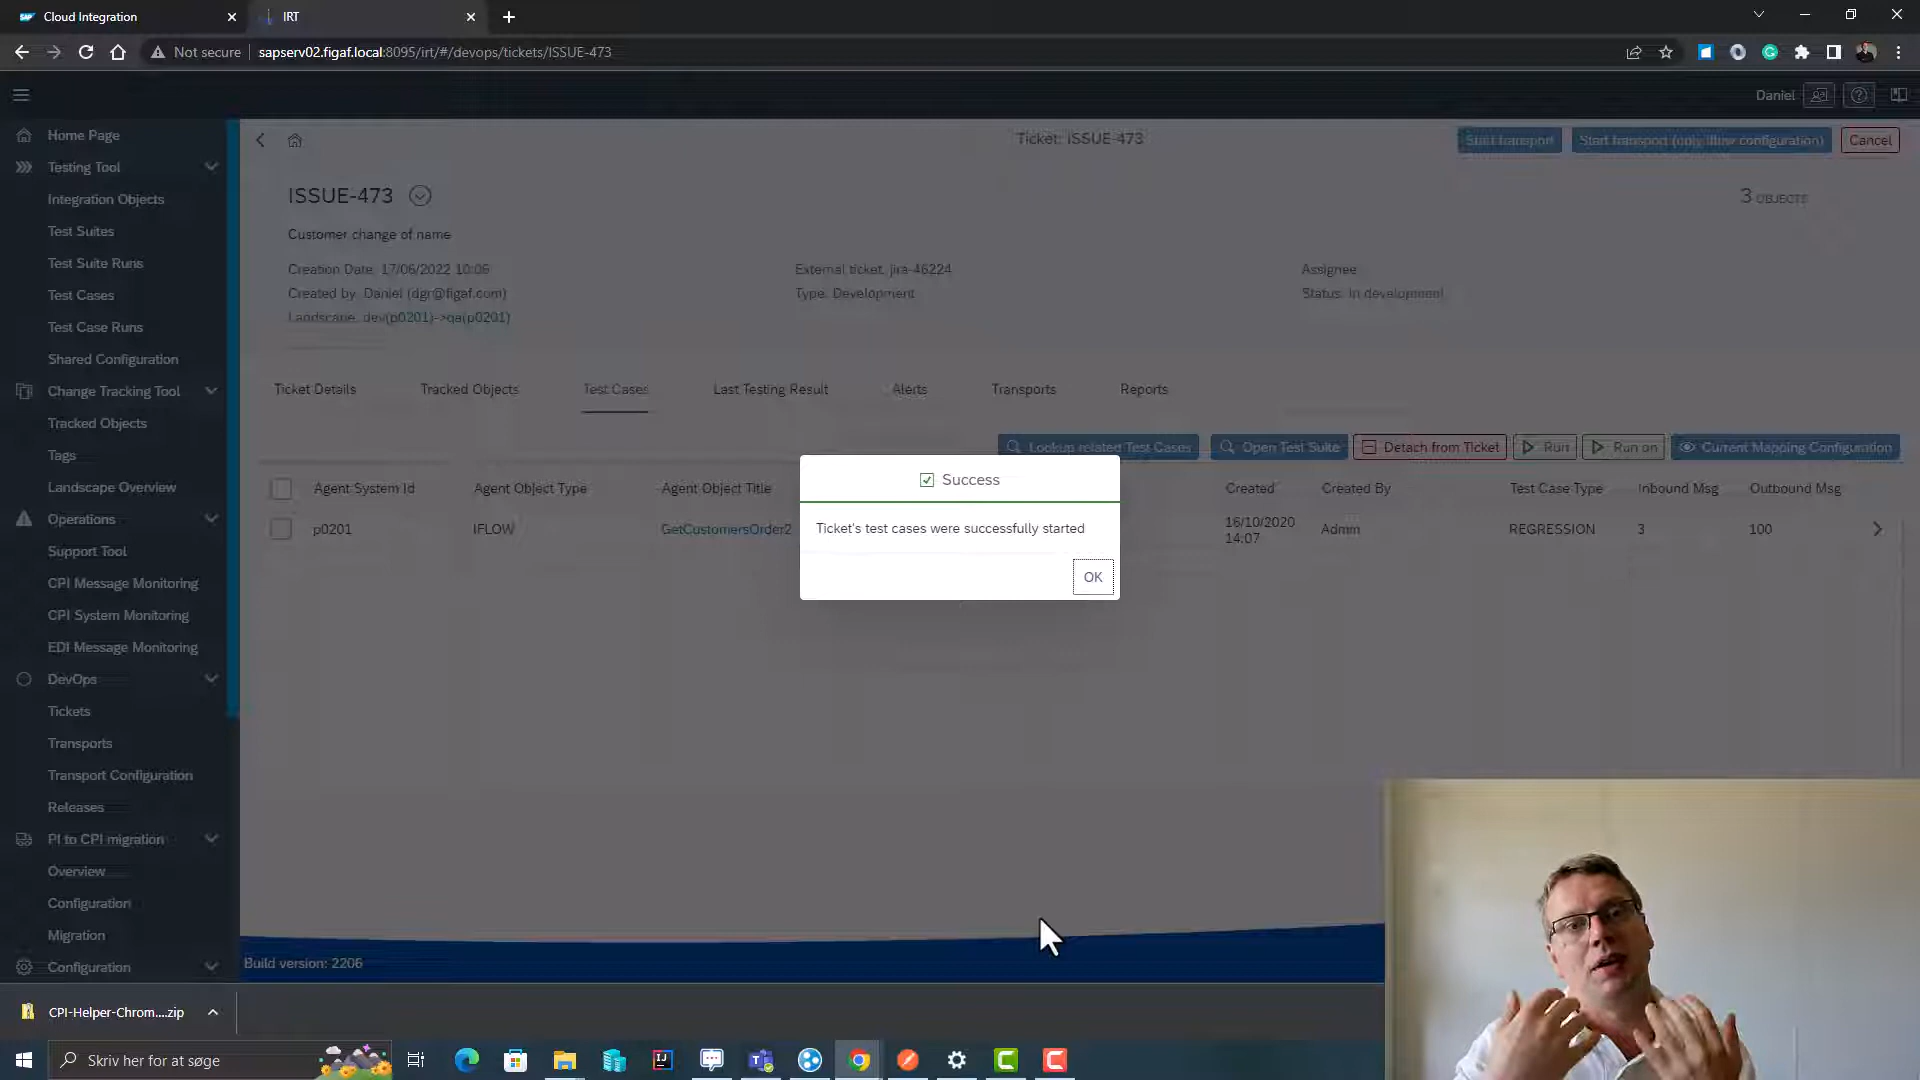 Cloud Integration
IRT
Not secure
sapserv02.figaf.local:8095/irt/#/devops/tickets/ISSUE-473
Daniel
Home Page
Testing Tool
Integration Objects
Test Suites
Test Suite Runs
Test Cases
Test Case Runs
Shared Configuration
Change Tracking Tool
Tracked Objects
Tags
Landscape Overview
Operations
Support Tool
CPI Message Monitoring
CPI System Monitoring
EDI Message Monitoring
DevOps
Tickets
Transports
Transport Configuration
Releases
PI to CPI migration
Overview
Configuration
Migration
Configuration
Ticket: ISSUE-473
Start transport
Start transport (only iflow configuration)
Cancel
ISSUE-473
3 OBJECTS
Customer change of name
Creation Date: 17/06/2022 10:06
External ticket: jira-46224
Assignee
Created by: Daniel (dgr@figaf.com)
Type: Development
Status: In development
Landscape: dev(p0201)->qa(p0201)
Ticket Details
Tracked Objects
Test Cases
Last Testing Result
Alerts
Transports
Reports
Lookup related Test Cases
Open Test Suite
Detach from Ticket
Run
Run on
Current Mapping Configuration
Agent System Id
Agent Object Type
Agent Object Title
Created
Created By
Test Case Type
Inbound Msg
Outbound Msg
p0201
IFLOW
GetCustomersOrder2
16/10/2020
14:07
Admin
REGRESSION
3
100
Success
Ticket's test cases were successfully started
OK
Build version: 2206
CPI-Helper-Chrom....zip
Skriv her for at søge